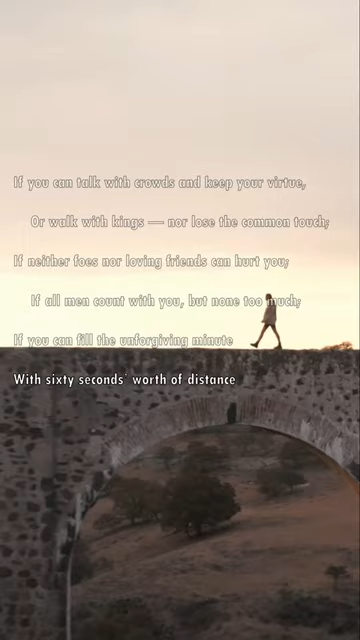 If you can talk with crowds and keep your virtue,
Or walk with kings — nor lose the common touch;
If neither foes nor loving friends can hurt you;
If all men count with you, but none too much;
If you can fill the unforgiving minute
With sixty seconds' worth of distance